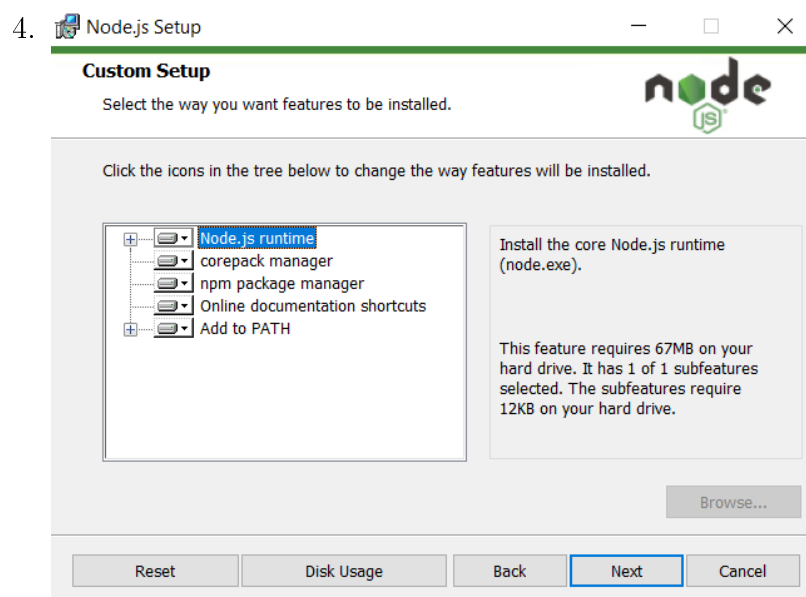 4. Node.js Setup
Custom Setup
Select the way you want features to be installed.
node
JS
Click the icons in the tree below to change the way features will be installed.
Node.js runtime
corepack manager
npm package manager
Online documentation shortcuts
Add to PATH
Install the core Node.js runtime
(node.exe).
This feature requires 67MB on your
hard drive. It has 1 of 1 subfeatures
selected. The subfeatures require
12KB on your hard drive.
Browse...
Reset
Disk Usage
Back
Next
Cancel